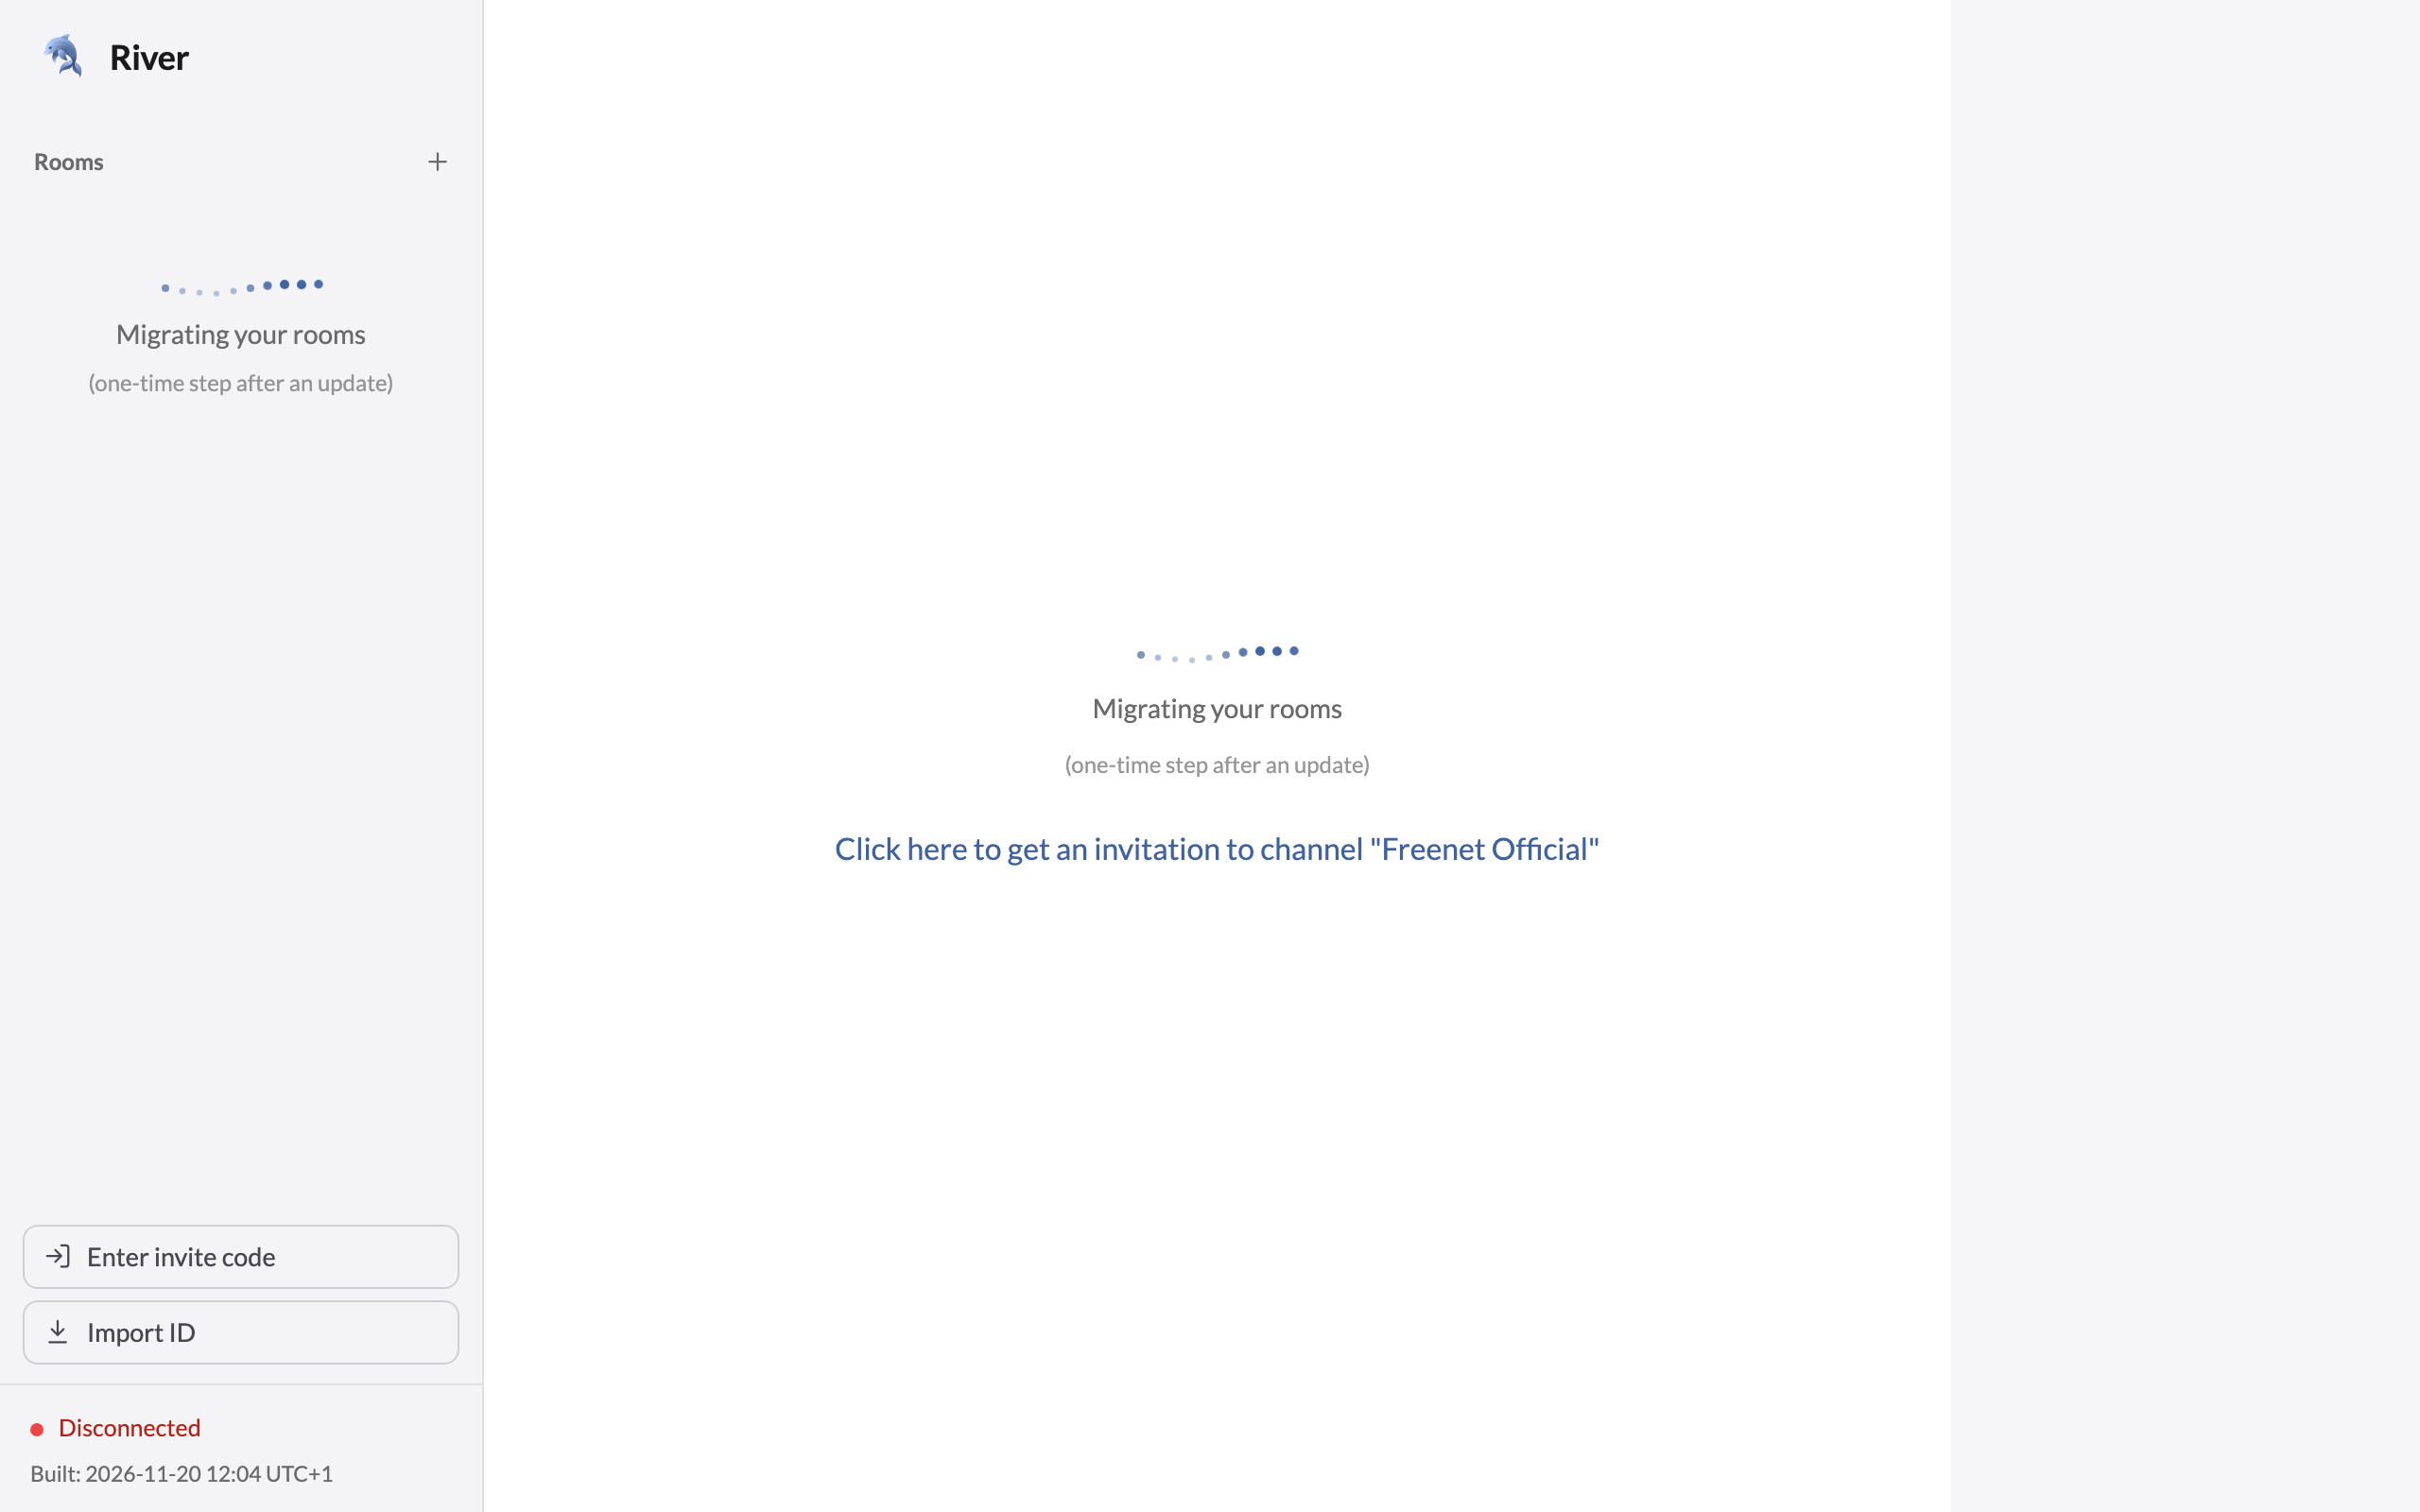 River
Rooms
Migrating your rooms
(one-time step after an update)
Enter invite code
Import ID
Disconnected
Built: 2026-11-20 12:04 UTC+1
Migrating your rooms
(one-time step after an update)
Click here to get an invitation to channel "Freenet Official"